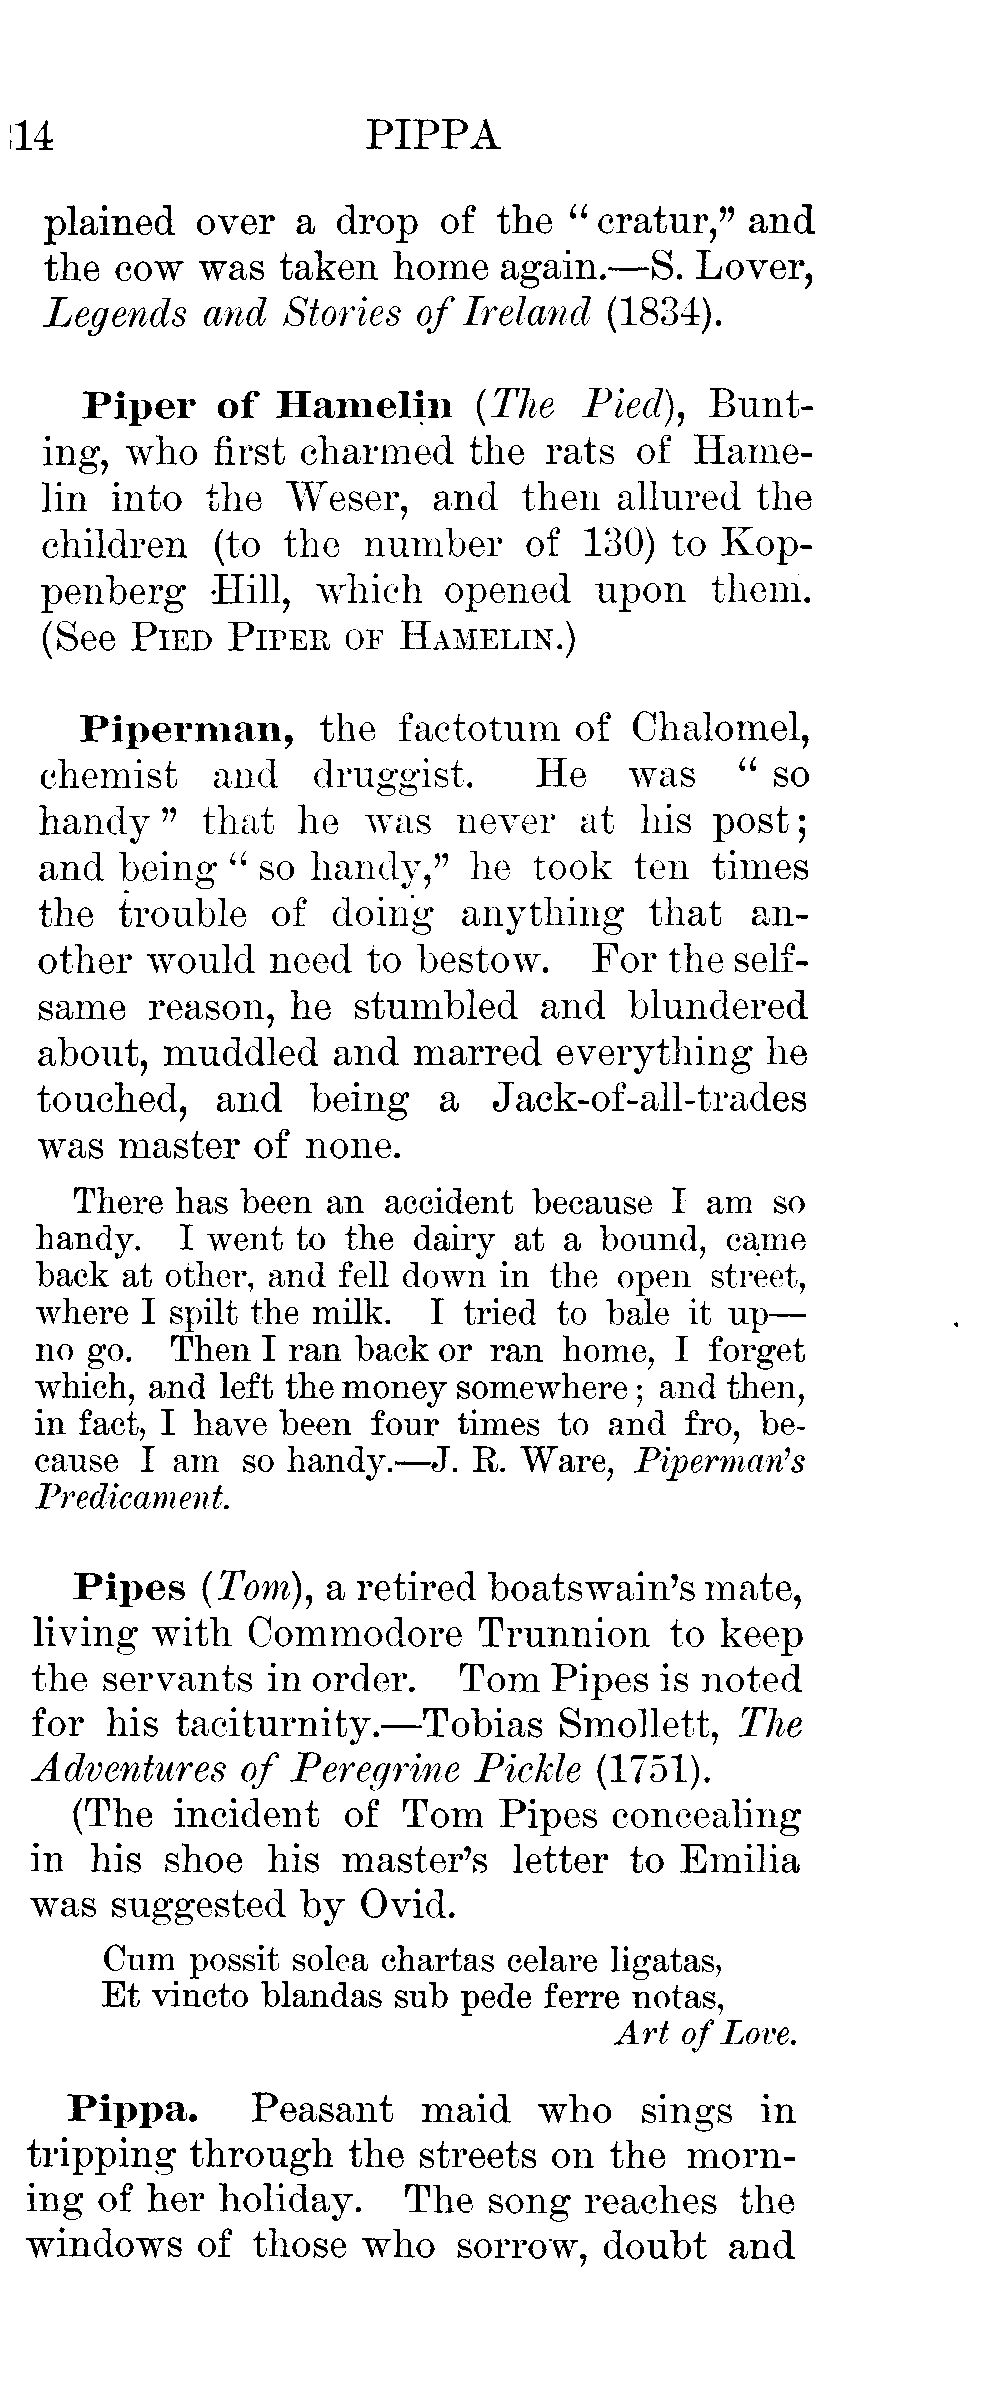 14 PIPPA
plained over a drop of the “cratur,” and
the cow was taken home again.—S. Lover,
Legends and Stories of Ireland (1834).
Piper of Hamelin (The Pied), Bunt-
ing, who first charmed the rats of Hame-
lin into the Weser, and then allured the
children (to the number of 130) to Kop-
penberg Hill, which opened upon them.
(See PIED PIPER OF HAMELIN.)
Piperman, the factotum of Chalomel,
chemist and druggist. He was “so
handy” that he was never at his post;
and being “so handy,” he took ten times
the trouble of doing anything that an-
other would need to bestow. For the self-
same reason, he stumbled and blundered
about, muddled and marred everything he
touched, and being a Jack-of-all-trades
was master of none.
There has been an accident because I am so
handy. I went to the dairy at a bound, came
back at other, and fell down in the open street,
where I spilt the milk. I tried to bale it up—
no go. Then I ran back or ran home, I forget
which, and left the money somewhere; and then,
in fact, I have been four times to and fro, be-
cause I am so handy.—J. R. Ware, Piperman's
Predicament.
Pipes (Tom), a retired boatswain's mate,
living with Commodore Trunnion to keep
the servants in order. Tom Pipes is noted
for his taciturnity.—Tobias Smollett, The
Adventures of Peregrine Pickle (1751).
(The incident of Tom Pipes concealing
in his shoe his master's letter to Emilia
was suggested by Ovid.
Cum possit solea chartas celare ligatas,
Et vincto blandas sub pede ferre notas,
Art of Love.
Pippa. Peasant maid who sings in
tripping through the streets on the morn-
ing of her holiday. The song reaches the
windows of those who sorrow, doubt and